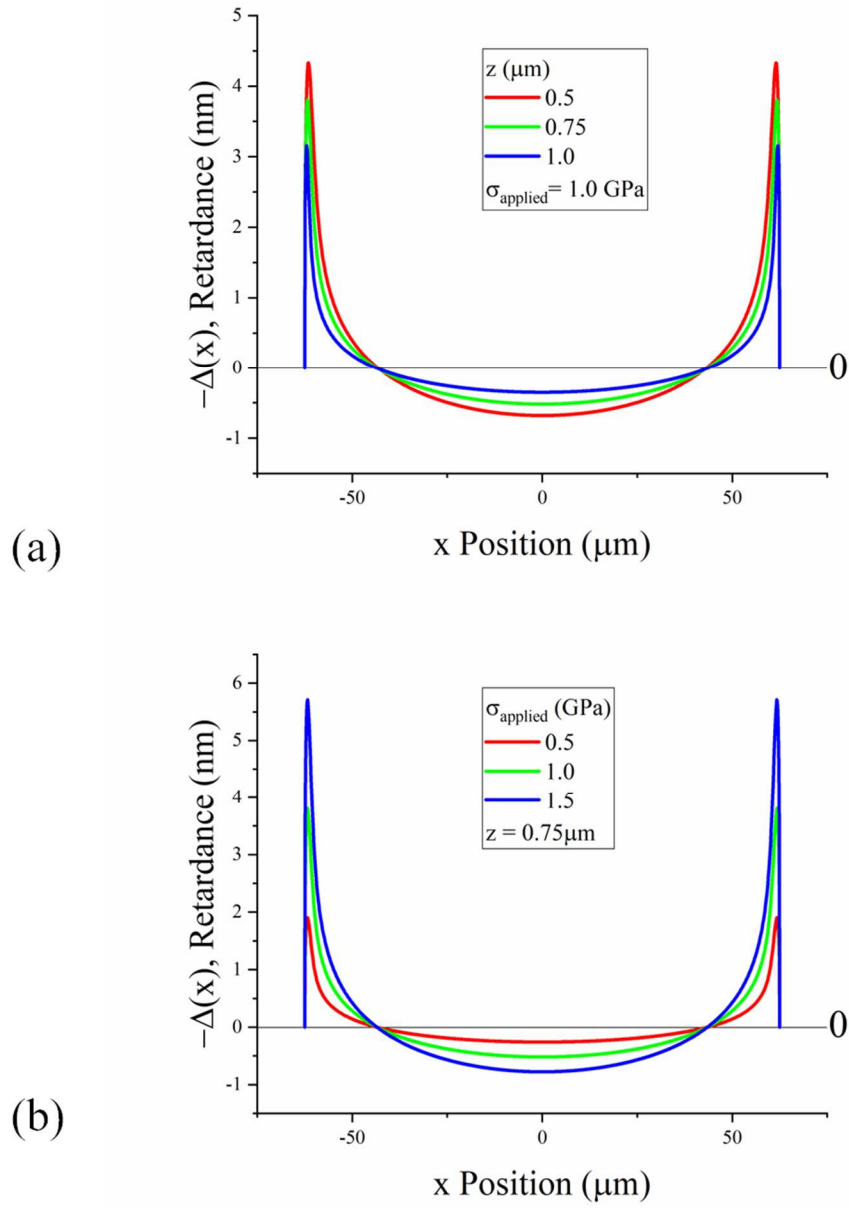 5
4
3
2
1
0
-1
−Δ(x), Retardance (nm)
z (μm)
0.5
0.75
1.0
σapplied= 1.0 GPa
0
-50
0
50
x Position (μm)
(a)
6
5
4
3
2
1
0
-1
−Δ(x), Retardance (nm)
σapplied (GPa)
0.5
1.0
1.5
z = 0.75μm
0
-50
0
50
x Position (μm)
(b)